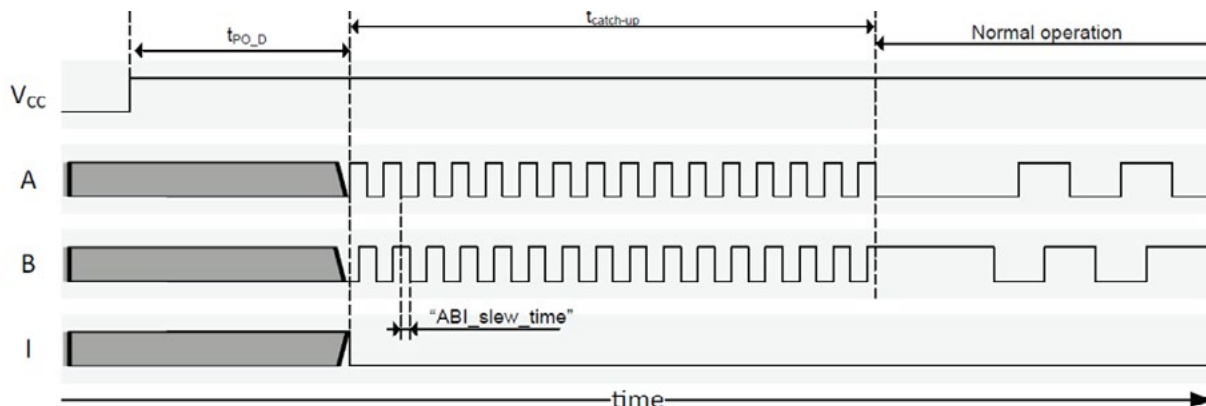 tcatch-up
tPO_D
Normal operation
VCC
A
B
“ABI_slew_time”
I
time